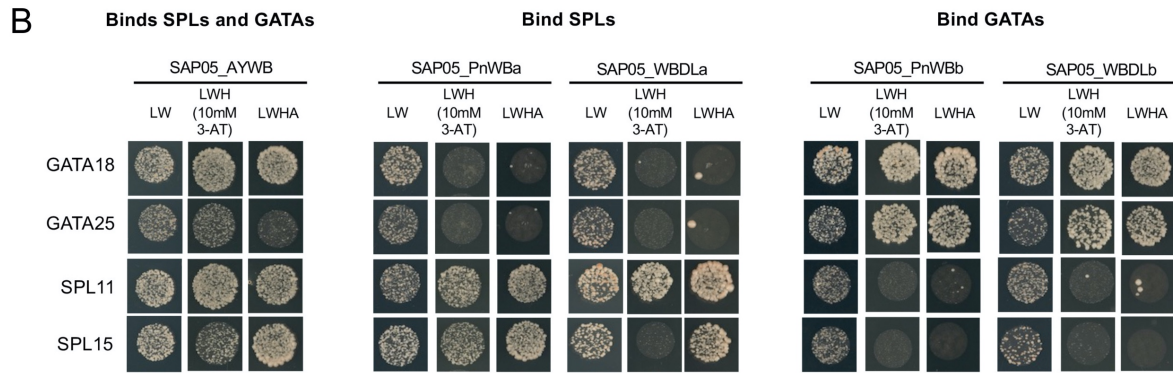 B
Binds SPLs and GATAs
Bind SPLs
Bind GATAs
SAP05_AYWB
SAP05_PnWBa
SAP05_WBDLa
SAP05_PnWBb
SAP05_WBDLb
LW
LWH
(10mM
3-AT)
LWHA
LW
LWH
(10mM
3-AT)
LWHA
LW
LWH
(10mM
3-AT)
LWHA
LW
LWH
(10mM
3-AT)
LWHA
LW
LWH
(10mM
3-AT)
LWHA
GATA18
GATA25
SPL11
SPL15